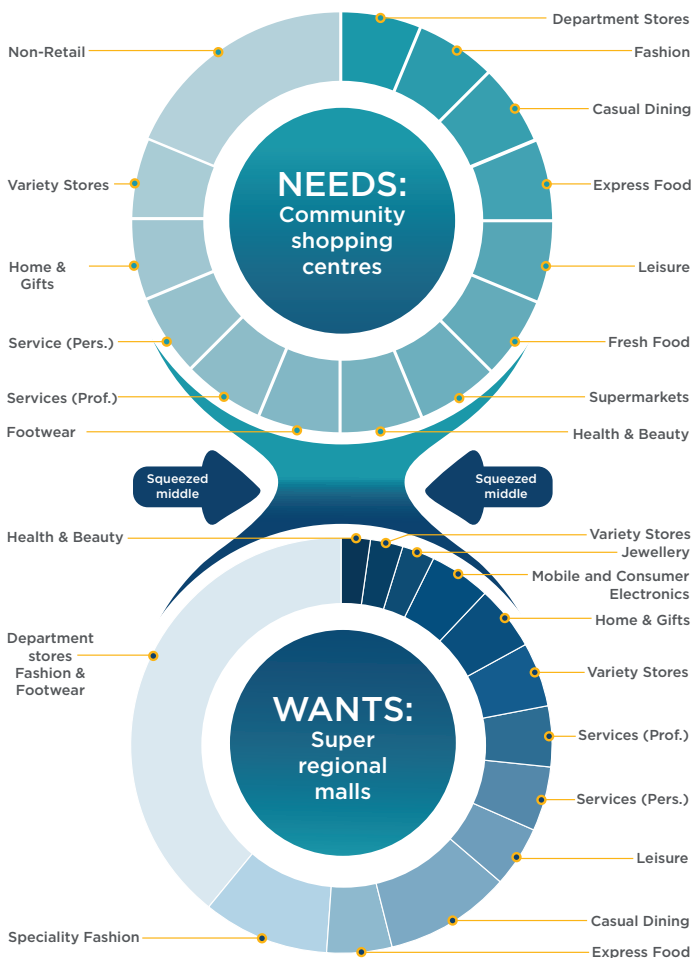 Department Stores
Non-Retail
Fashion
Casual Dining
NEEDS:
Community
shopping
centres
Variety Stores
Express Food
Home &
Gifts
Leisure
Service (Pers.)
Fresh Food
Services (Prof.)
Supermarkets
Footwear
Health & Beauty
Squeezed
middle
Squeezed
middle
Health & Beauty
Variety Stores
Jewellery
Mobile and Consumer
Electronics
Home & Gifts
Department
stores
Fashion &
Footwear
Variety Stores
WANTS:
Super
regional
malls
Services (Prof.)
Services (Pers.)
Leisure
Casual Dining
Speciality Fashion
Express Food